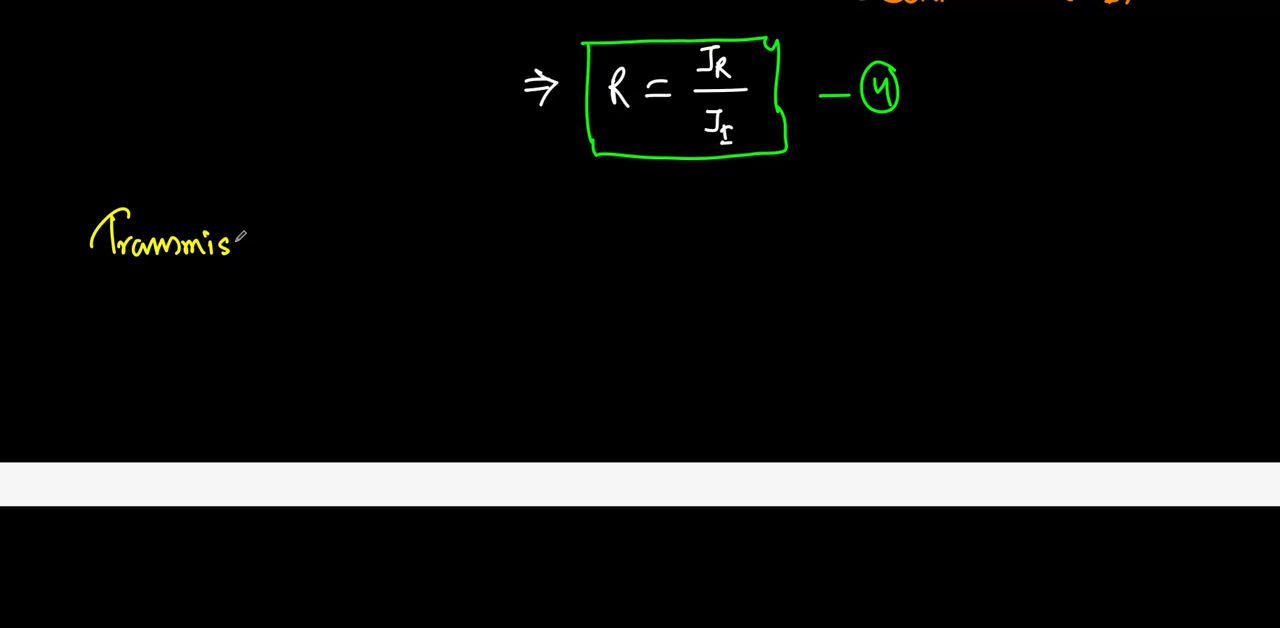 ⇒ R = J_R / J_I — ④
Transmis